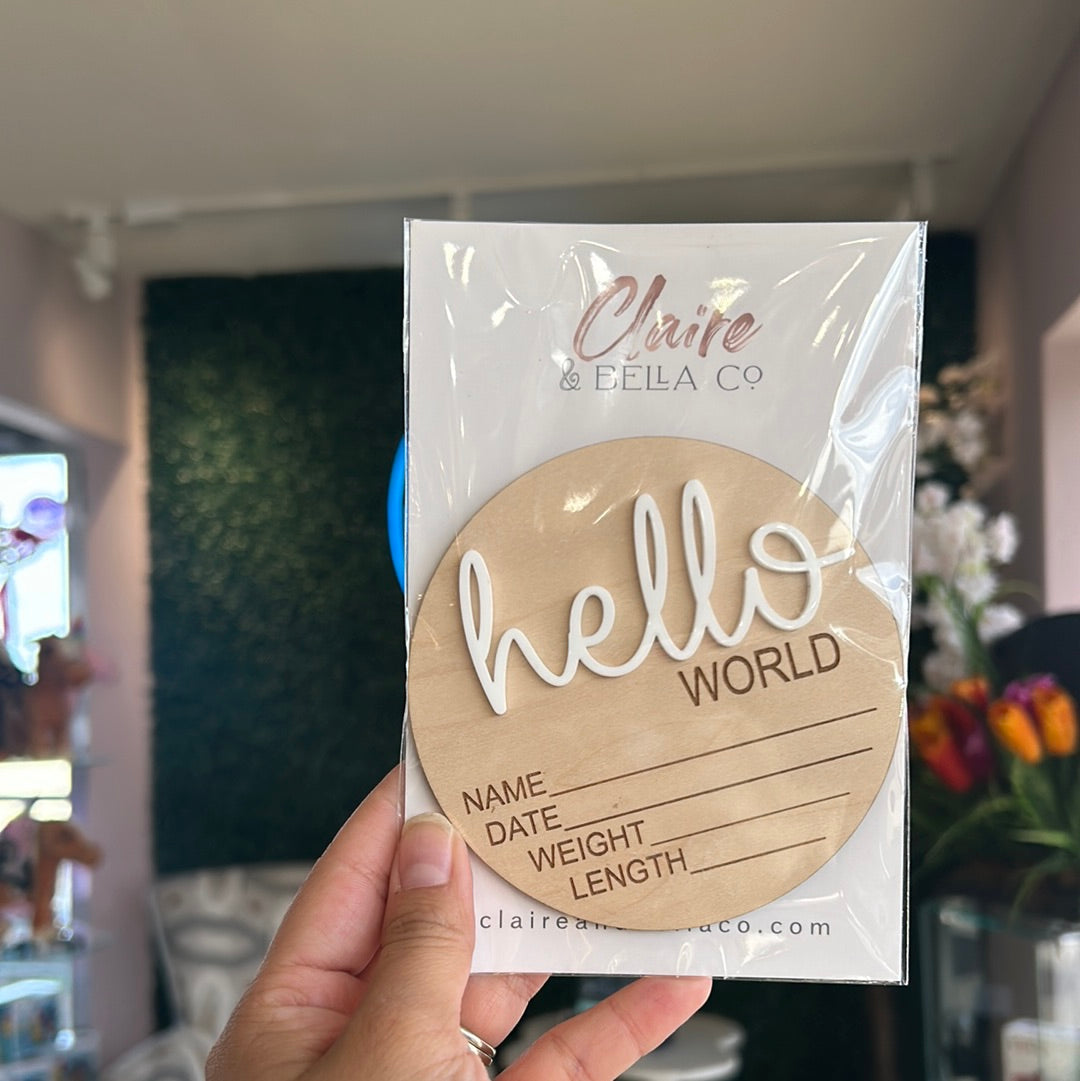 Claire
& BELLA CO
hello
WORLD
NAME
DATE
WEIGHT
LENGTH